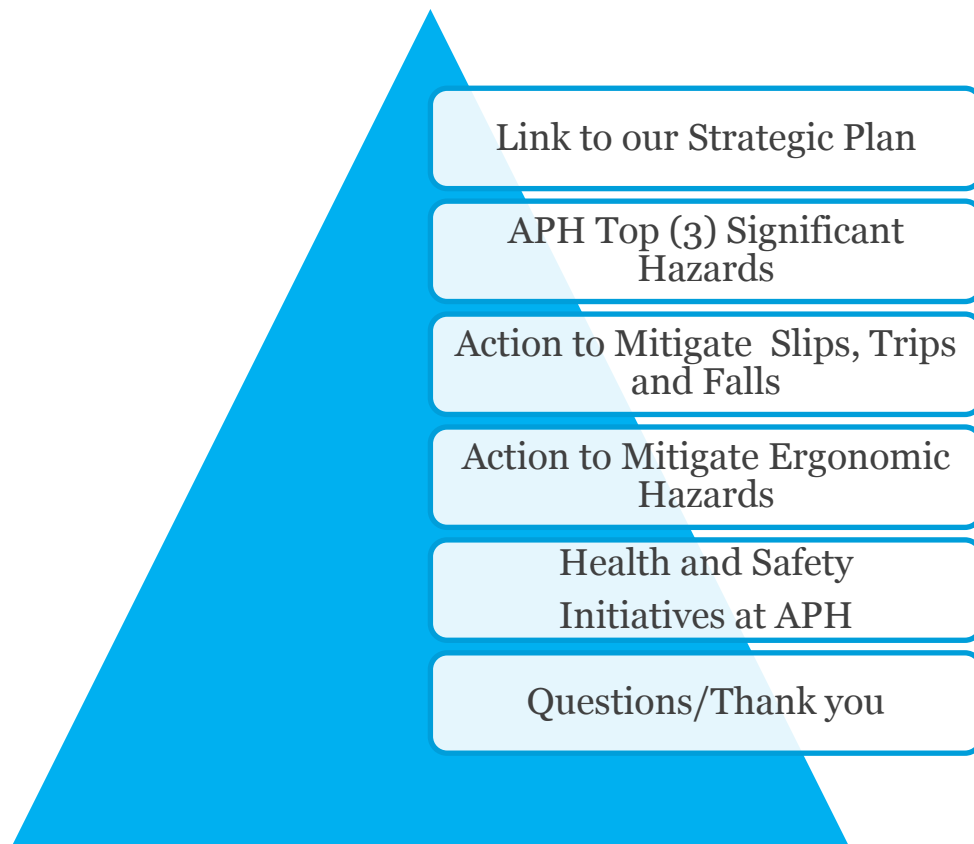 Link to our Strategic Plan
APH Top (3) Significant
Hazards
Action to Mitigate  Slips, Trips
and Falls
Action to Mitigate Ergonomic
Hazards
Health and Safety
Initiatives at APH
Questions/Thank you